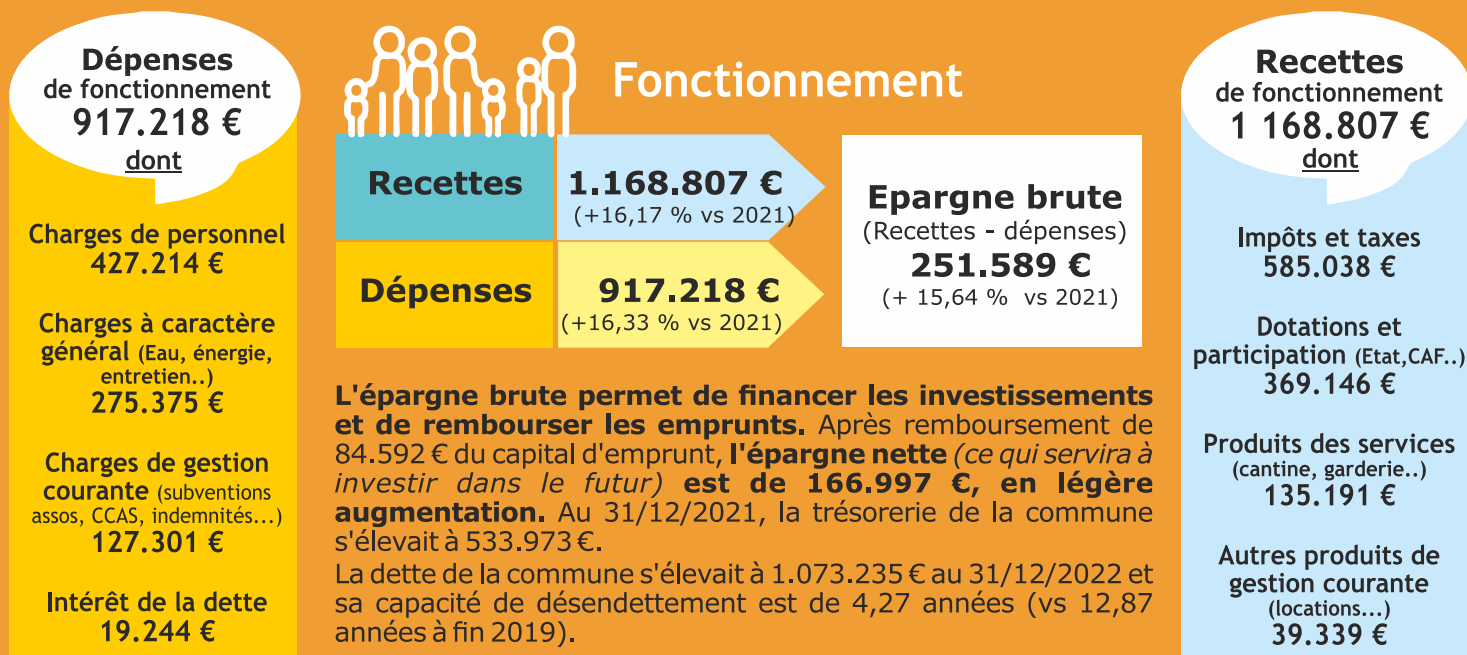 Dépenses
de fonctionnement
917.218 €
dont
Charges de personnel
427.214 €
Charges à caractère
général (Eau, énergie,
entretien..)
275.375 €
Charges de gestion
courante (subventions
assos, CCAS, indemnités...)
127.301 €
Intérêt de la dette
19.244 €
Fonctionnement
Recettes
1.168.807 €
(+16,17 % vs 2021)
Dépenses
917.218 €
(+16,33 % vs 2021)
Epargne brute
(Recettes - dépenses)
251.589 €
(+ 15,64 % vs 2021)
L'épargne brute permet de financer les investissements
et de rembourser les emprunts. Après remboursement de
84.592 € du capital d'emprunt, l'épargne nette (ce qui servira à
investir dans le futur) est de 166.997 €, en légère
augmentation. Au 31/12/2021, la trésorerie de la commune
s'élevait à 533.973 €.
La dette de la commune s'élevait à 1.073.235 € au 31/12/2022 et
sa capacité de désendettement est de 4,27 années (vs 12,87
années à fin 2019).
Recettes
de fonctionnement
1 168.807 €
dont
Impôts et taxes
585.038 €
Dotations et
participation (Etat,CAF..)
369.146 €
Produits des services
(cantine, garderie..)
135.191 €
Autres produits de
gestion courante
(locations...)
39.339 €